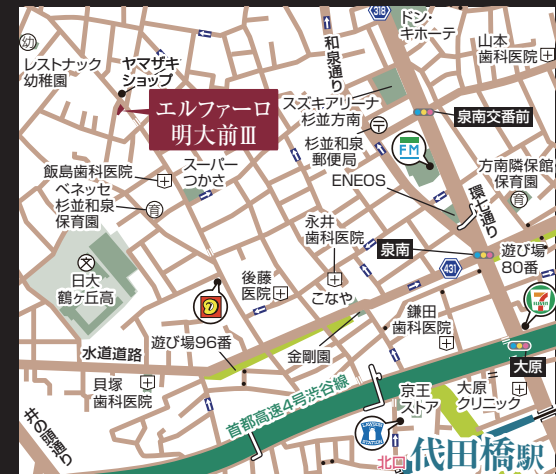 318
ドン・
キホーテ
幼
レストナック
幼稚園
ヤマザキ
ショップ
和泉通り
山本
歯科医院
エルファーロ
明大前Ⅲ
スズキアリーナ
杉並方南
泉南交番前
杉並和泉
郵便局
FM
飯島歯科医院
スーパー
つかさ
ENEOS
方南隣保館
保育園
育
ベネッセ
杉並和泉
保育園
育
環七通り
永井
歯科医院
文
日大
鶴ヶ丘高
泉南
遊び場
80番
431
後藤
医院
こなや
鎌田
歯科医院
水道道路
遊び場96番
金剛園
大原
貝塚
歯科医院
首都高速4号渋谷線
京王
ストア
大原
クリニック
井の頭通り
LAWSON
STATION
北口
代田橋駅